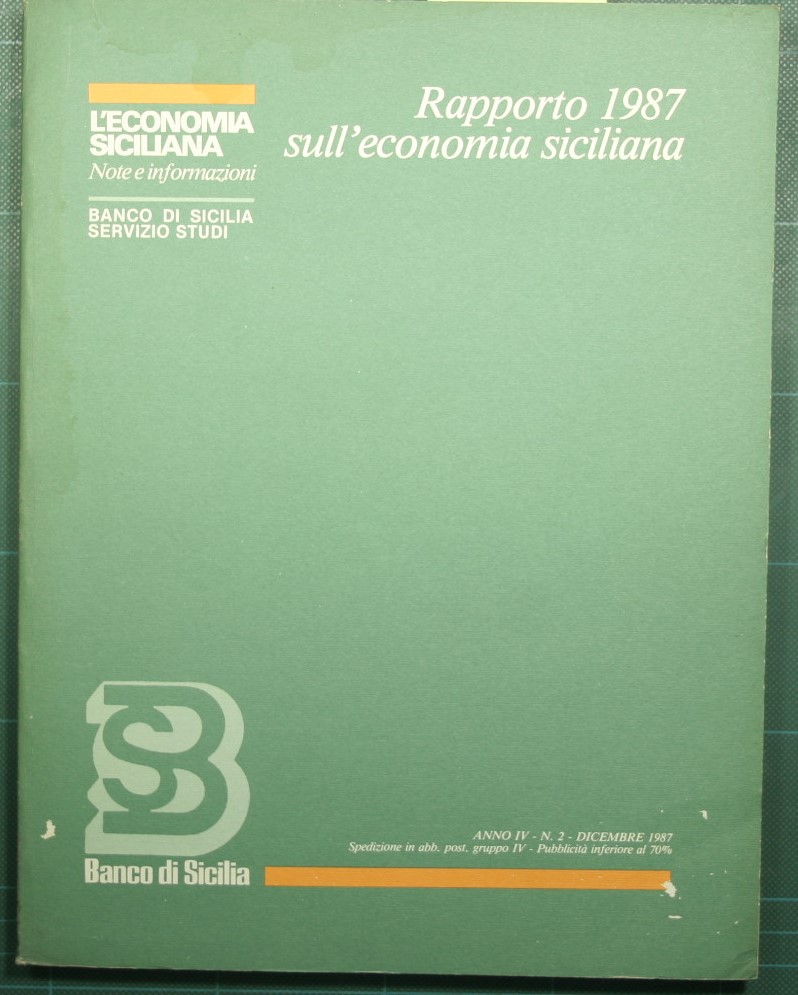 L'ECONOMIA
SICILIANA
Note e informazioni
BANCO DI SICILIA
SERVIZIO STUDI
Rapporto 1987
sull'economia siciliana
ANNO IV - N. 2 - DICEMBRE 1987
Spedizione in abb. post. gruppo IV - Pubblicità inferiore al 70%
BS
Banco di Sicilia